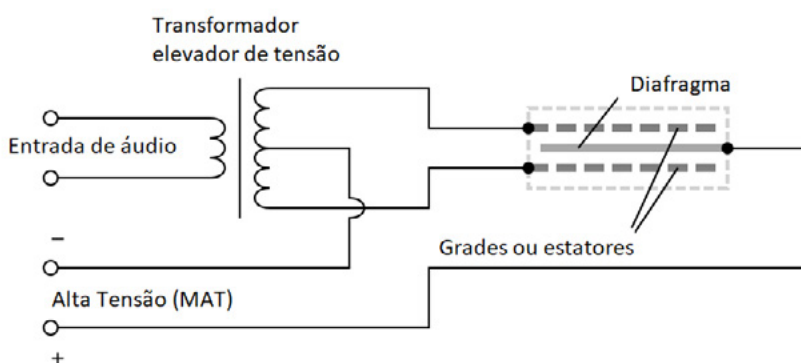 Transformador
elevador de tensão
Diafragma
Entrada de áudio
Grades ou estatores
−
Alta Tensão (MAT)
+